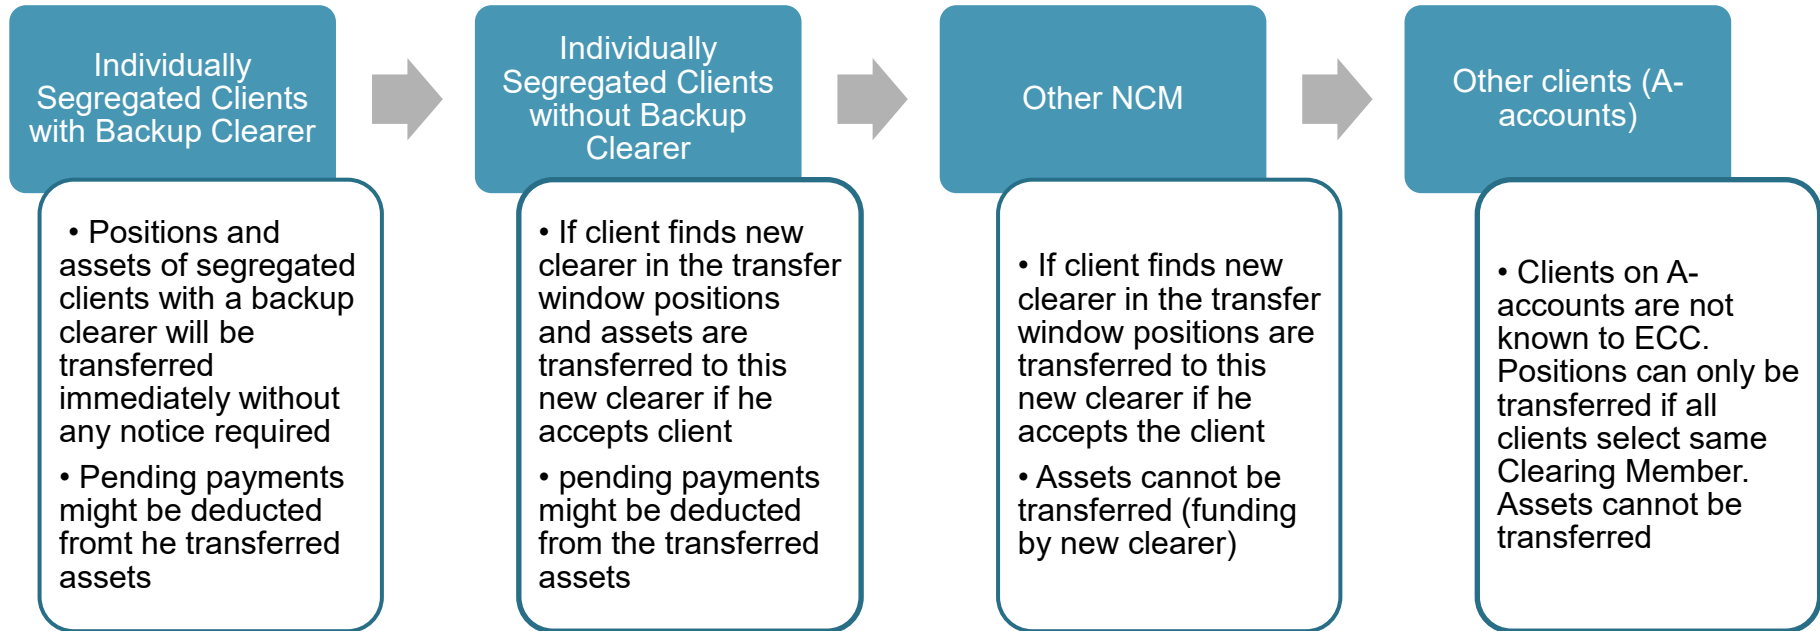 Individually
Segregated Clients
with Backup Clearer
• Positions and
assets of segregated
clients with a backup
clearer will be
transferred
immediately without
any notice required
• Pending payments
might be deducted
fromt he transferred
assets
Individually
Segregated Clients
without Backup
Clearer
• If client finds new
clearer in the transfer
window positions
and assets are
transferred to this
new clearer if he
accepts client
• pending payments
might be deducted
from the transferred
assets
Other NCM
• If client finds new
clearer in the transfer
window positions are
transferred to this
new clearer if he
accepts the client
• Assets cannot be
transferred (funding
by new clearer)
Other clients (A-
accounts)
• Clients on A-
accounts are not
known to ECC.
Positions can only be
transferred if all
clients select same
Clearing Member.
Assets cannot be
transferred